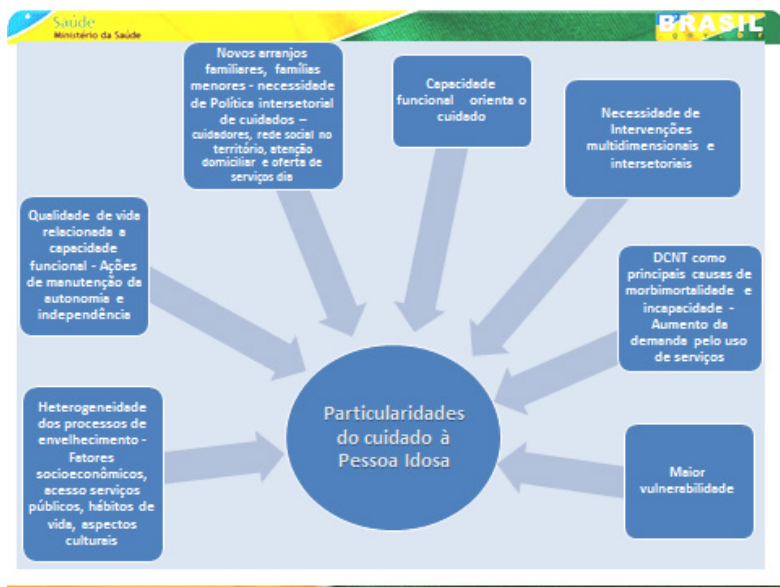 Saúde
Ministério da Saúde
BRASIL
Novos arranjos
familiares, famílias
menores - necessidade
de Política intersetorial
de cuidados –
cuidadores, rede social no
território, atenção
domiciliar e oferta de
serviços dia
Capacidade
funcional orienta o
cuidado
Necessidade de
Intervenções
multidimensionais e
intersetoriais
Qualidade de vida
relacionada a
capacidade
funcional - Ações
de manutenção da
autonomia e
independência
DCNT como
principais causas de
morbimortalidade e
incapacidade -
Aumento da
demanda pelo uso
de serviços
Heterogeneidade
dos processos de
envelhecimento -
Fatores
socioeconômicos,
acesso serviços
públicos, hábitos de
vida, aspectos
culturais
Particularidades
do cuidado à
Pessoa Idosa
Maior
vulnerabilidade